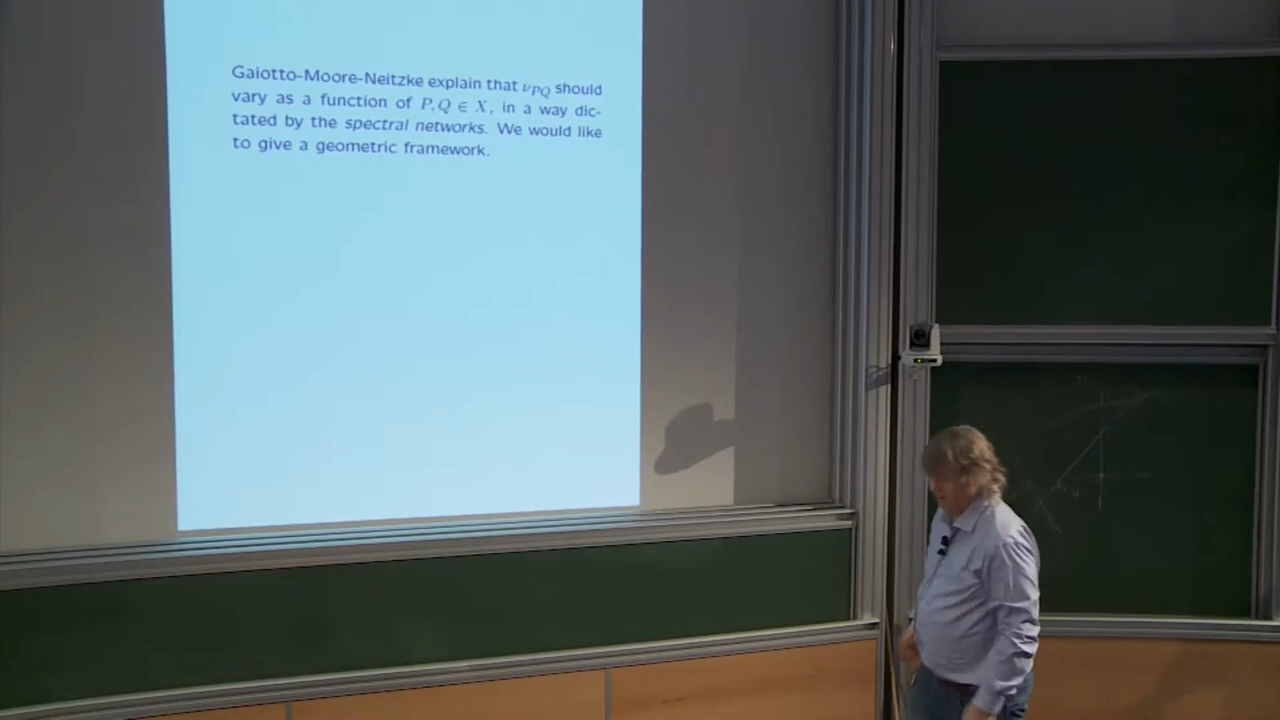 Gaiotto-Moore-Neitzke explain that ν_PQ should
vary as a function of P, Q ∈ X, in a way dic-
tated by the spectral networks. We would like
to give a geometric framework.